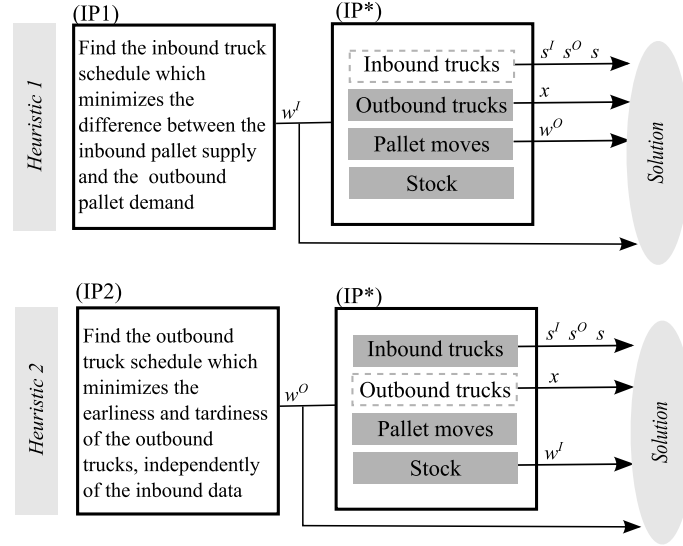 (IP1)
(IP*)
Heuristic 1
Find the inbound truck
schedule which
minimizes the
difference between the
inbound pallet supply
and the outbound
pallet demand
w^I
Inbound trucks
Outbound trucks
Pallet moves
Stock
s^I s^O s
x
w^O
Solution
(IP2)
(IP*)
Heuristic 2
Find the outbound
truck schedule which
minimizes the
earliness and tardiness
of the outbound
trucks, independently
of the inbound data
w^O
Inbound trucks
Outbound trucks
Pallet moves
Stock
s^I s^O s
x
w^I
Solution